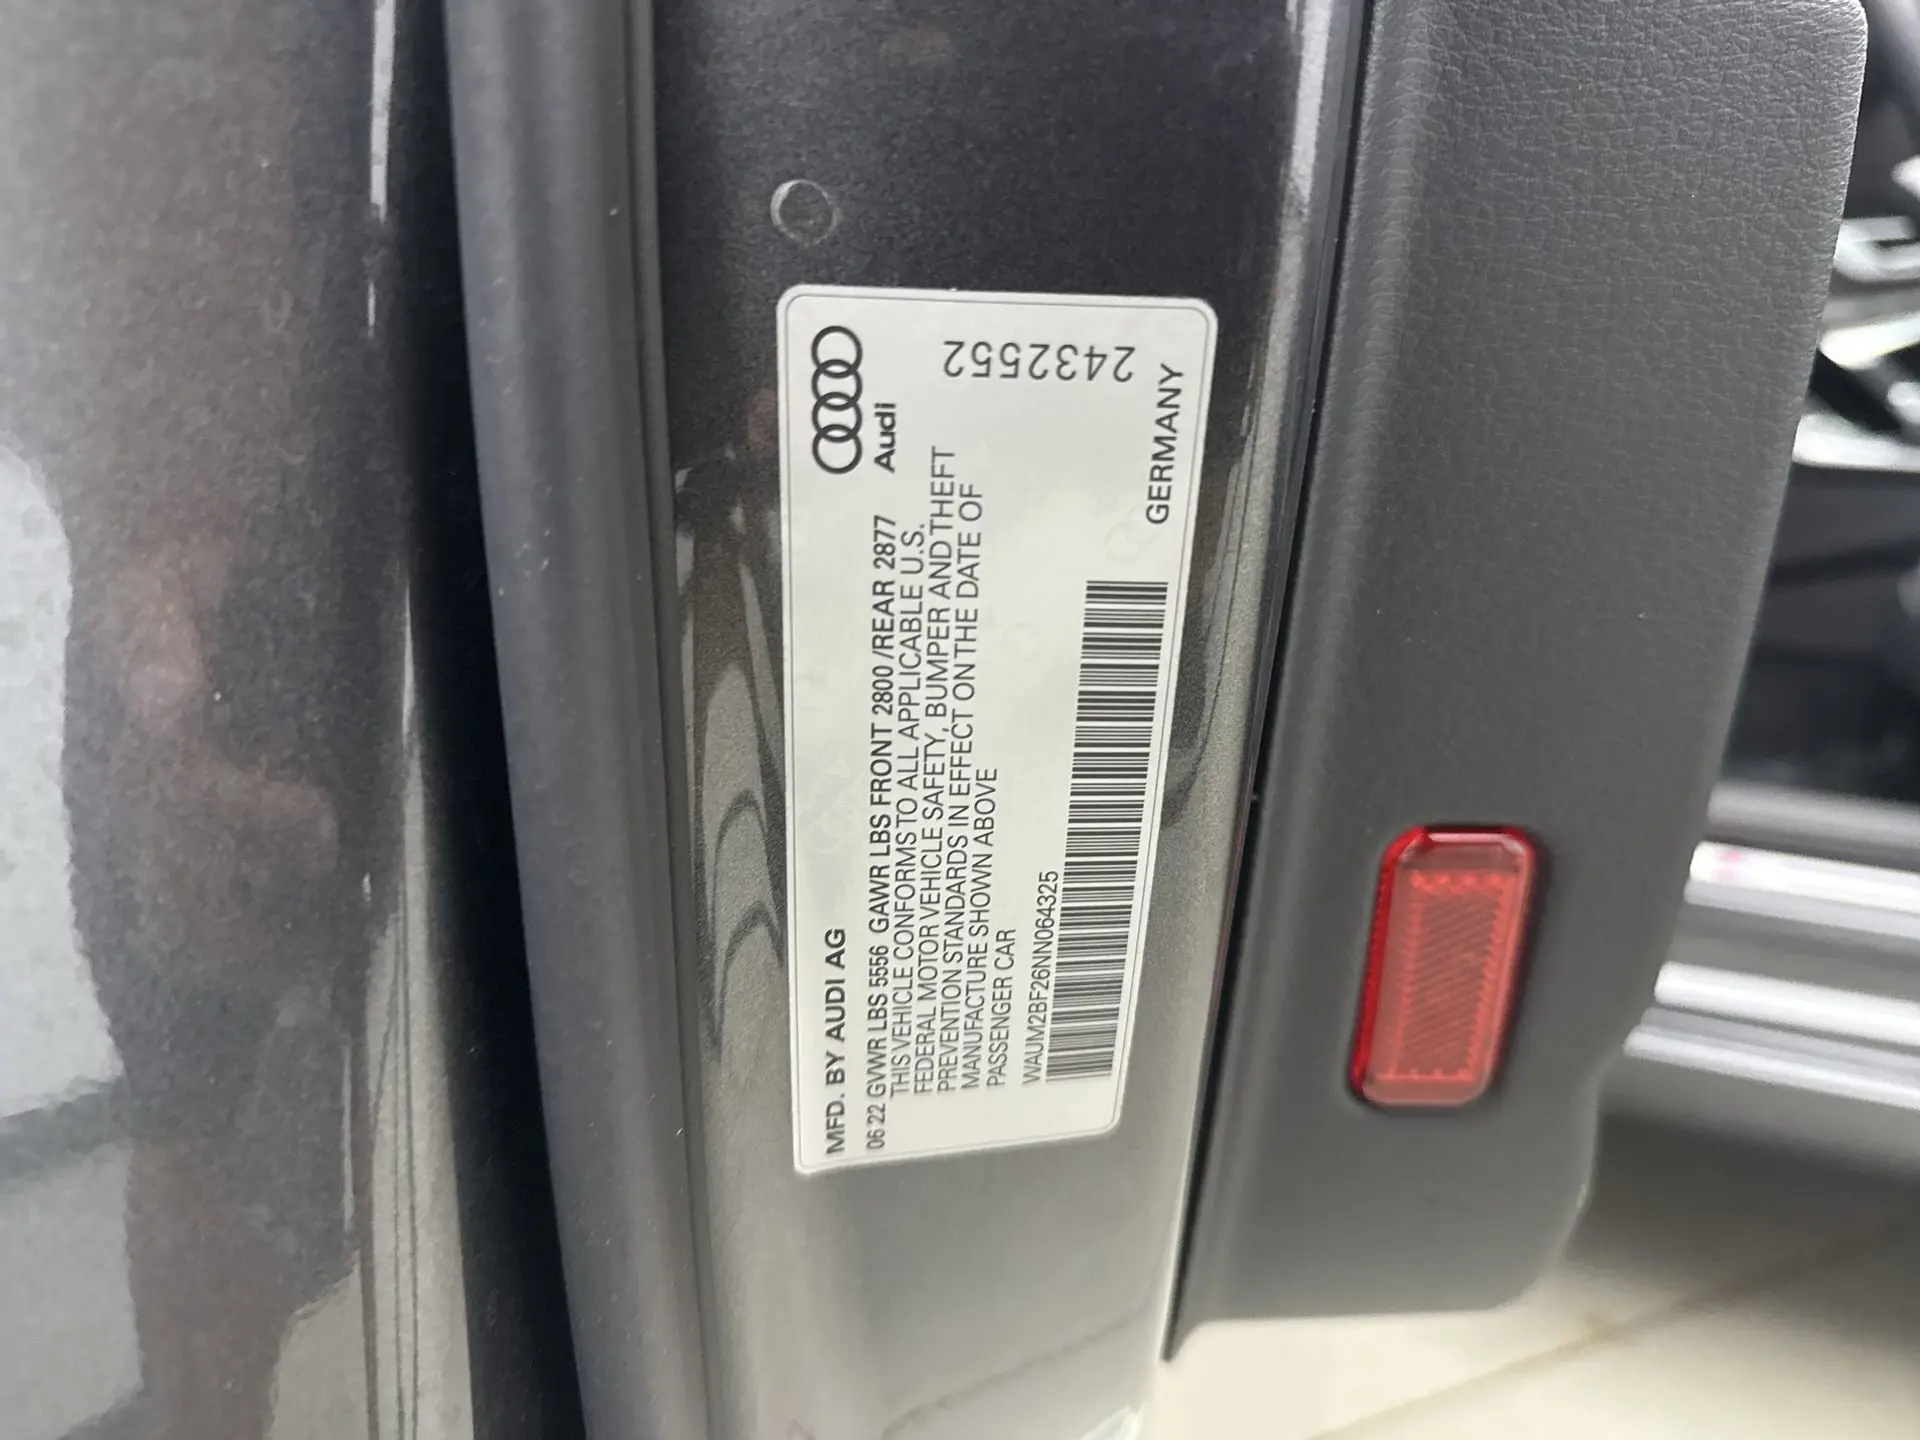 MFD. BY AUDI AG
Audi
06 22 GVWR LBS 5556 GAWR LBS FRONT 2800 /REAR 2877
THIS VEHICLE CONFORMS TO ALL APPLICABLE U.S.
FEDERAL MOTOR VEHICLE SAFETY, BUMPER AND THEFT
PREVENTION STANDARDS IN EFFECT ON THE DATE OF
MANUFACTURE SHOWN ABOVE
PASSENGER CAR
2432552
WAUM2BF26NN064325
GERMANY